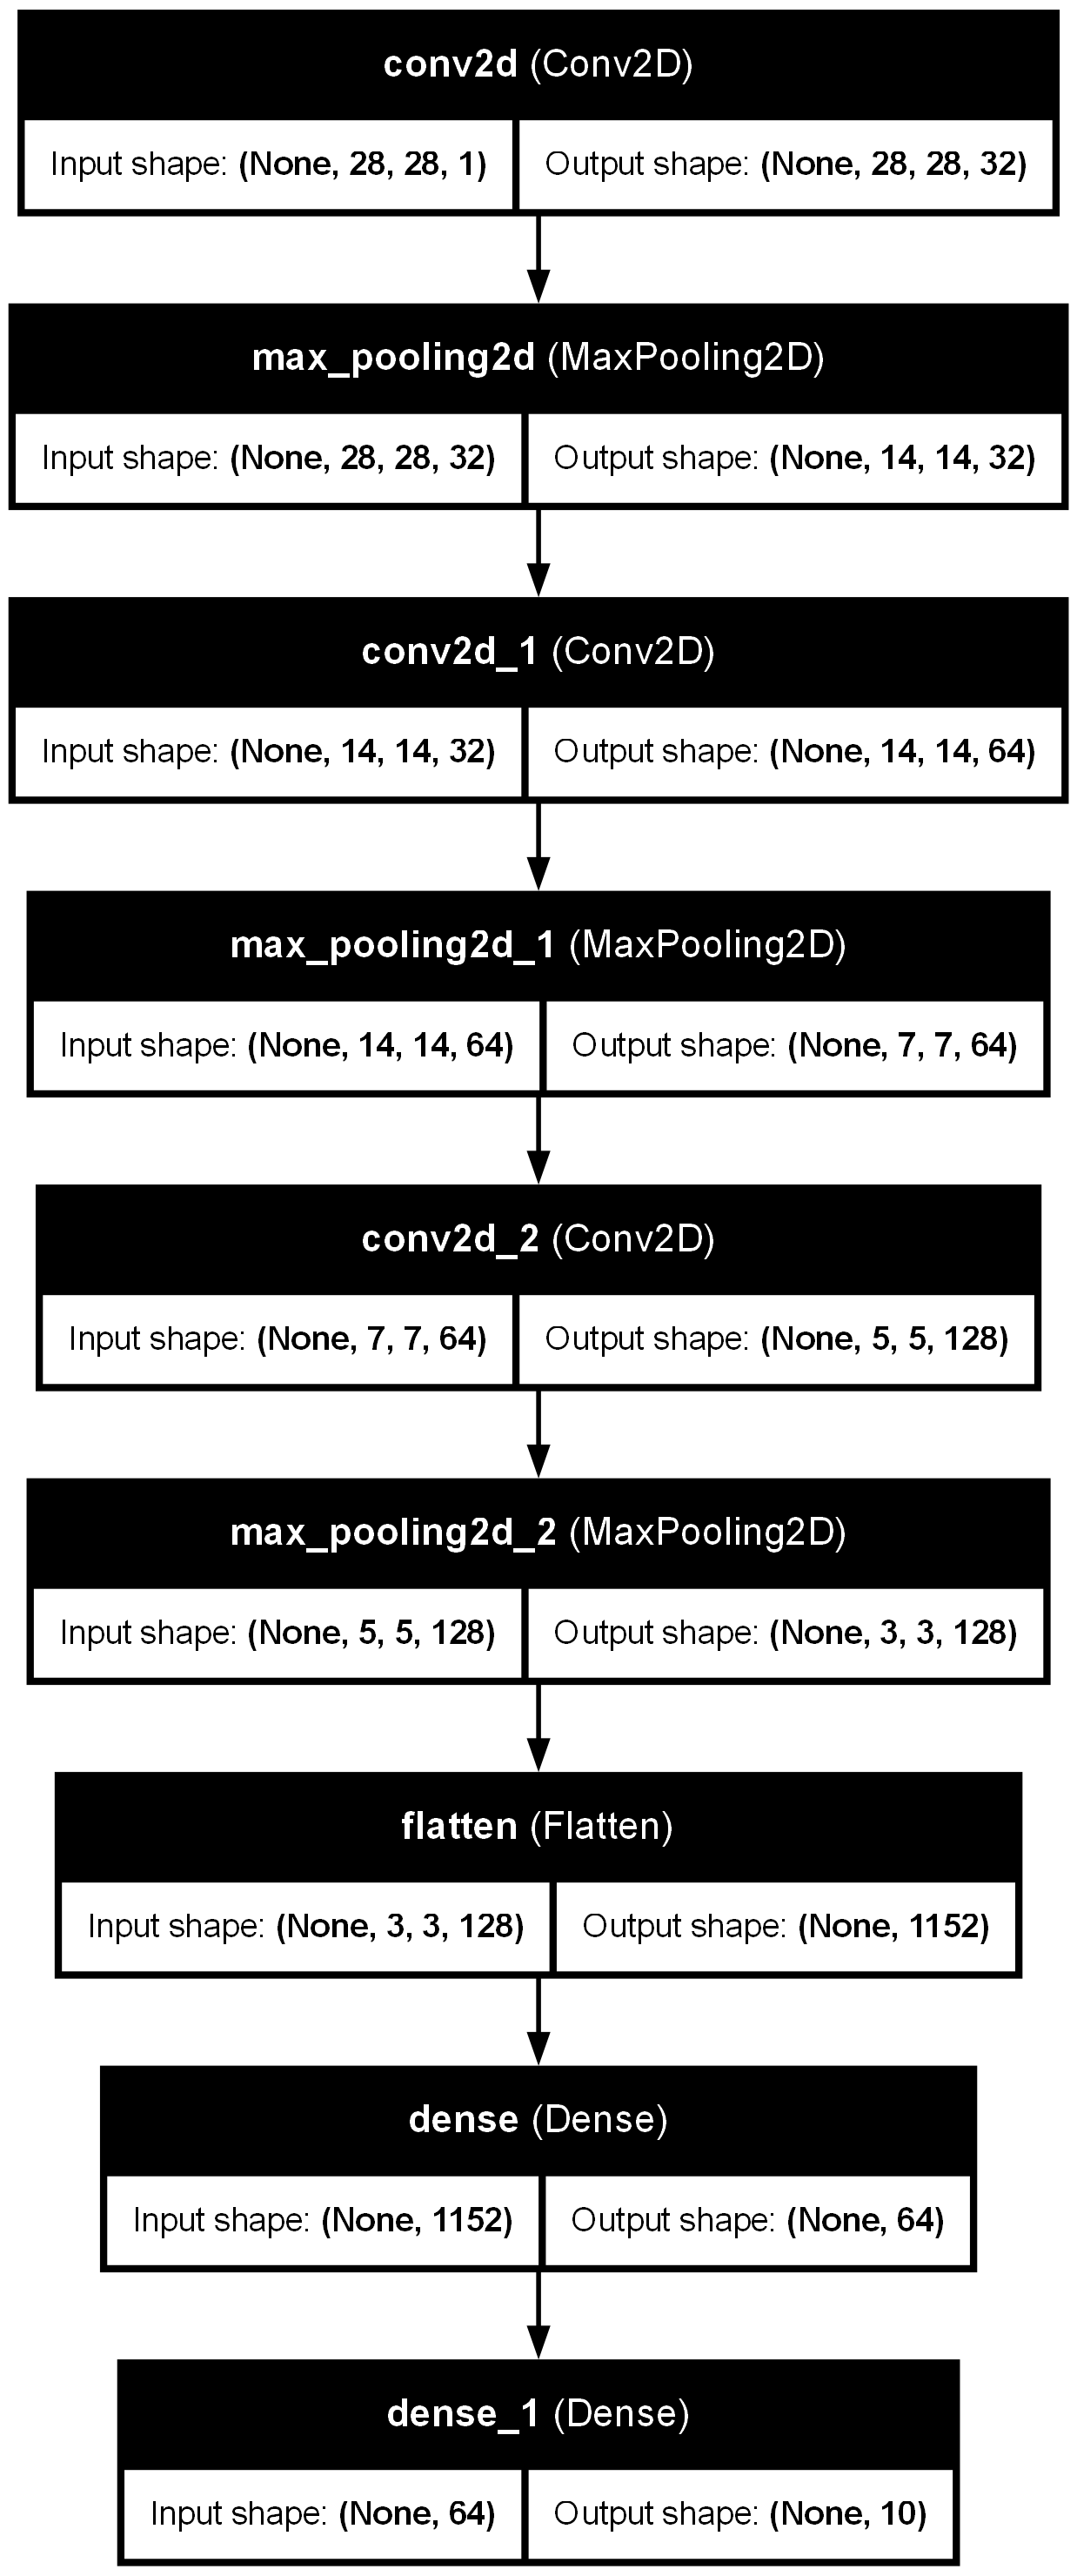 conv2d (Conv2D)
Input shape: (None, 28, 28, 1) Output shape: (None, 28, 28, 32)
max_pooling2d (MaxPooling2D)
Input shape: (None, 28, 28, 32) Output shape: (None, 14, 14, 32)
conv2d_1 (Conv2D)
Input shape: (None, 14, 14, 32) Output shape: (None, 14, 14, 64)
max_pooling2d_1 (MaxPooling2D)
Input shape: (None, 14, 14, 64) Output shape: (None, 7, 7, 64)
conv2d_2 (Conv2D)
Input shape: (None, 7, 7, 64) Output shape: (None, 5, 5, 128)
max_pooling2d_2 (MaxPooling2D)
Input shape: (None, 5, 5, 128) Output shape: (None, 3, 3, 128)
flatten (Flatten)
Input shape: (None, 3, 3, 128) Output shape: (None, 1152)
dense (Dense)
Input shape: (None, 1152) Output shape: (None, 64)
dense_1 (Dense)
Input shape: (None, 64) Output shape: (None, 10)